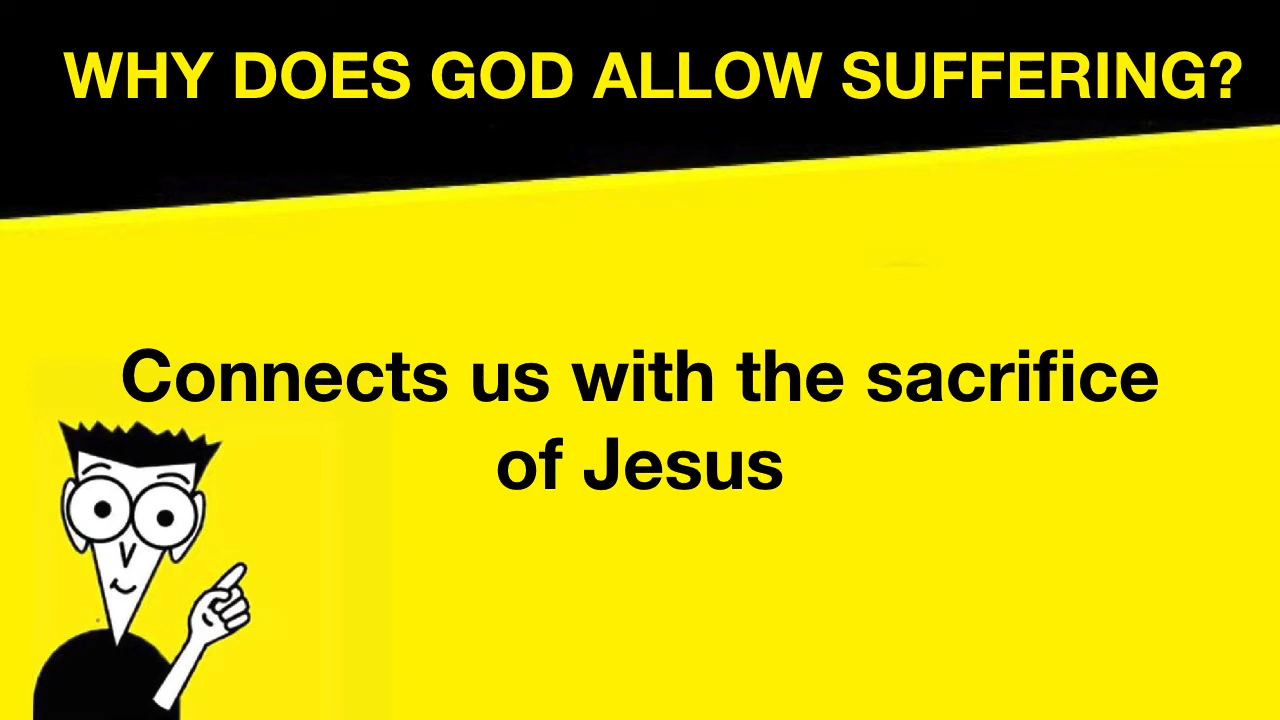 WHY DOES GOD ALLOW SUFFERING?
Connects us with the sacrifice
of Jesus